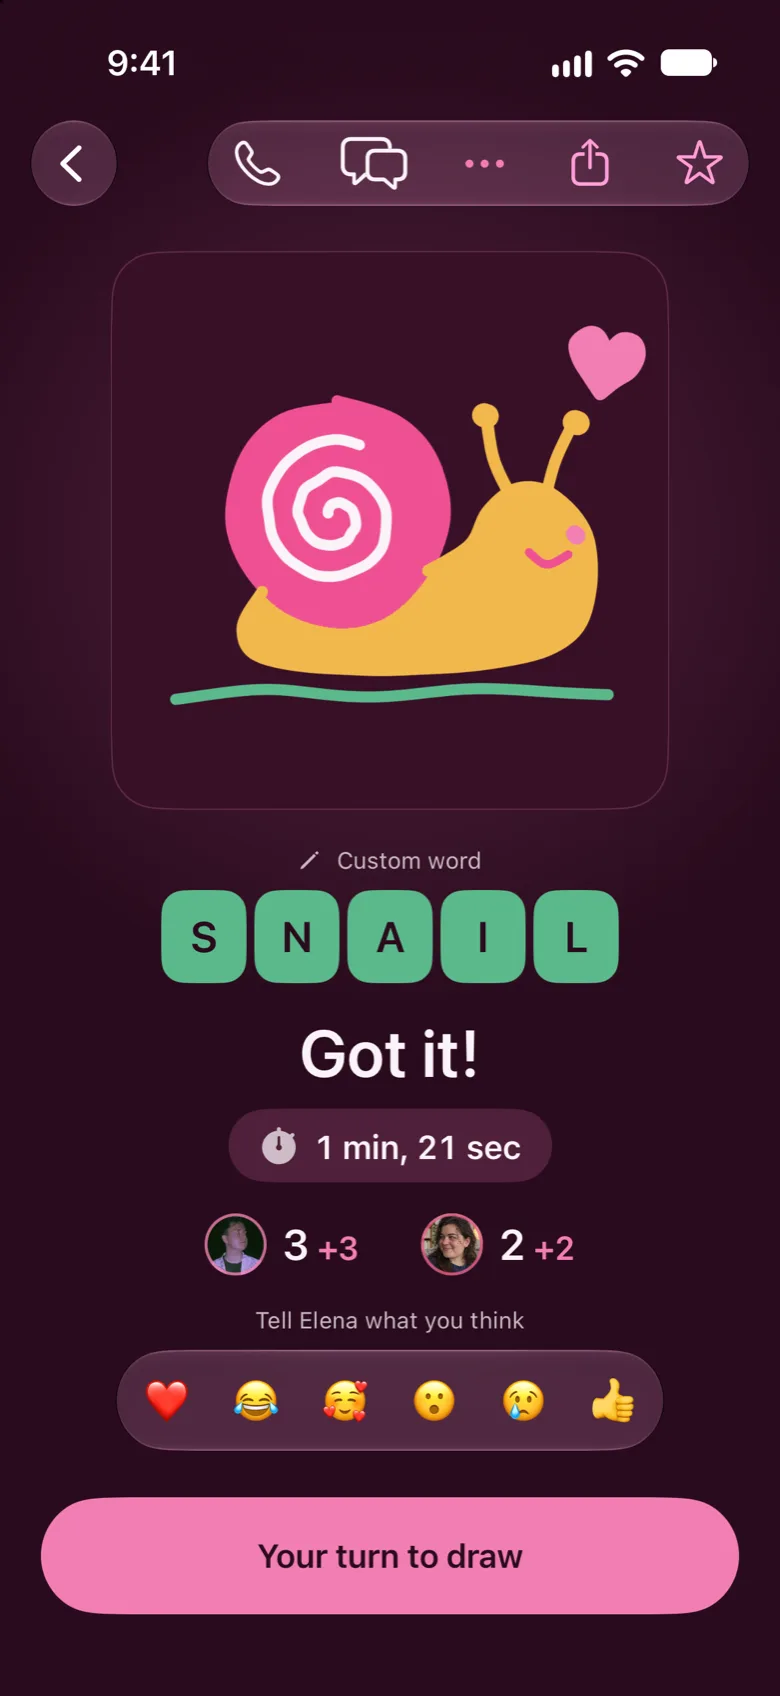 9:41
Custom word
S N A I L
Got it!
1 min, 21 sec
3 +3 2 +2
Tell Elena what you think
Your turn to draw